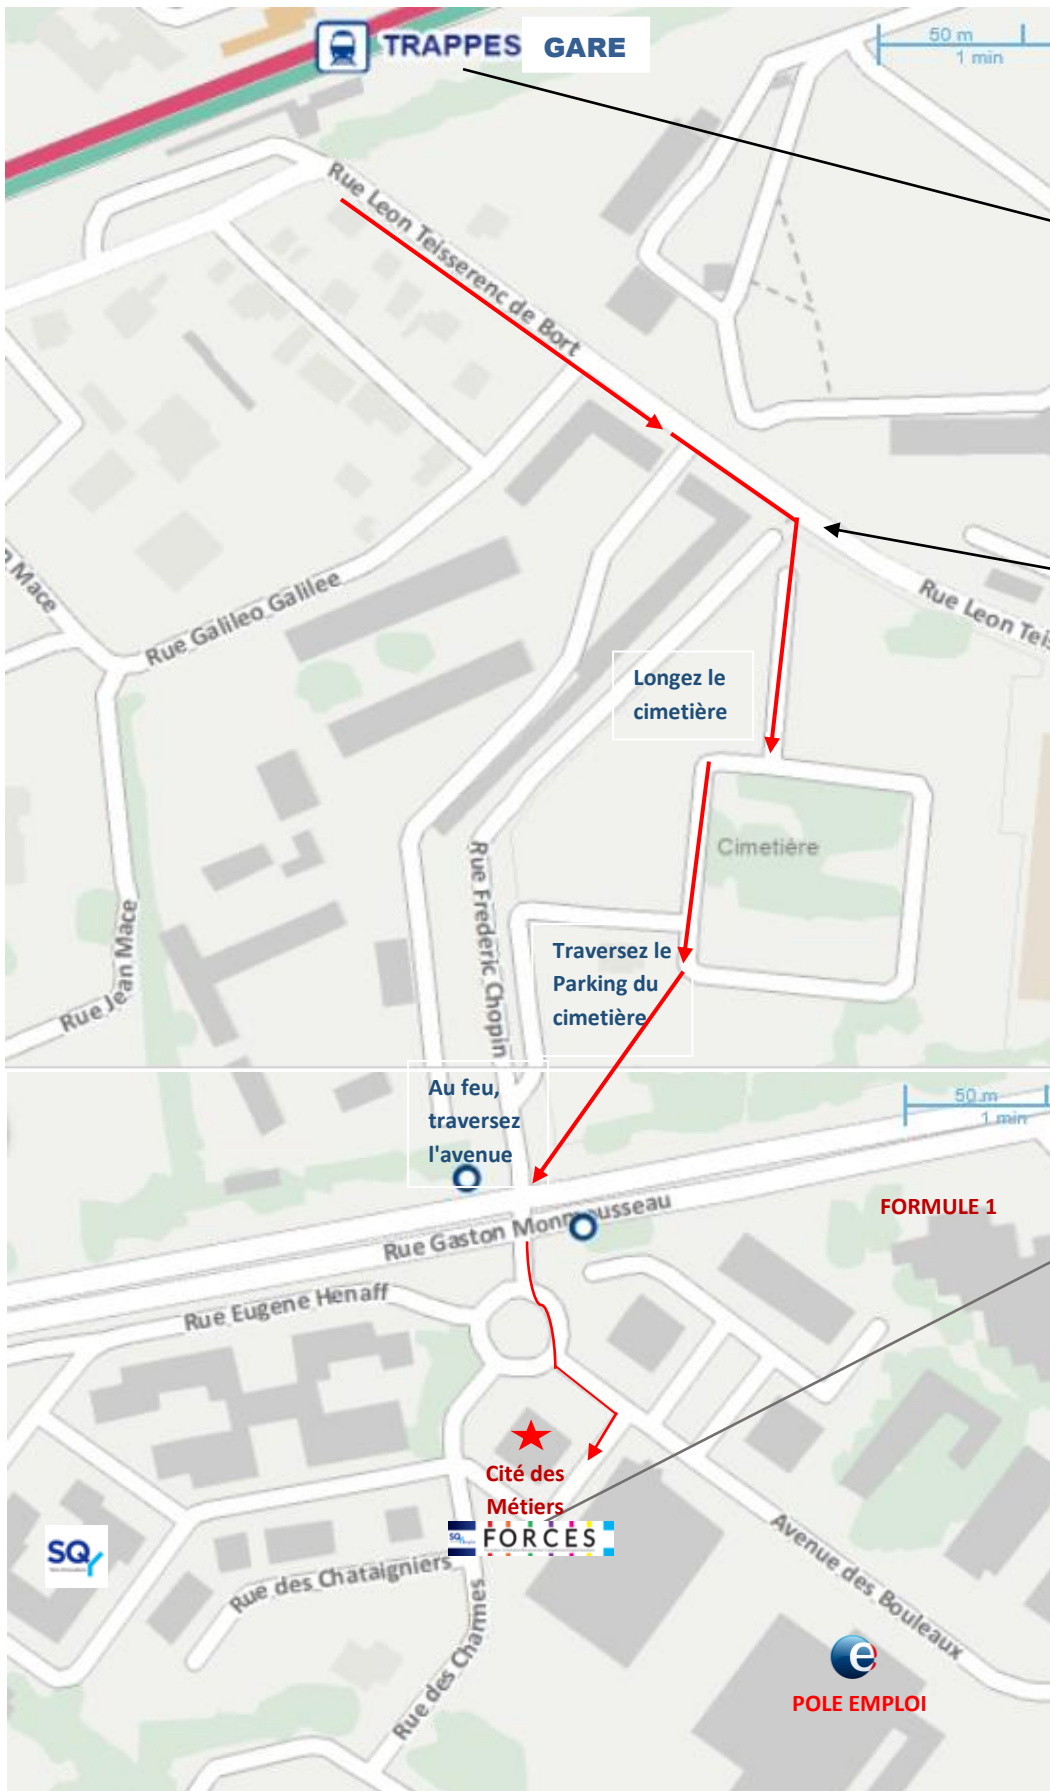 TRAPPES GARE
50 m
1 min
Rue Leon Teisserenc de Bort
Mace
Rue Galileo Galilee
Rue Leon Teis
Longez le
cimetière
Cimetière
Rue Jean Mace
Rue Frederic Chopin
Traversez le
Parking du
cimetière
Au feu,
traversez
l'avenue
50 m
1 min
FORMULE 1
Rue Gaston Monmousseau
Rue Eugene Henaff
Cité des
Métiers
SQY
FORCES
Avenue des Bouleaux
Rue des Chataigniers
Rue des Charmes
e
POLE EMPLOI